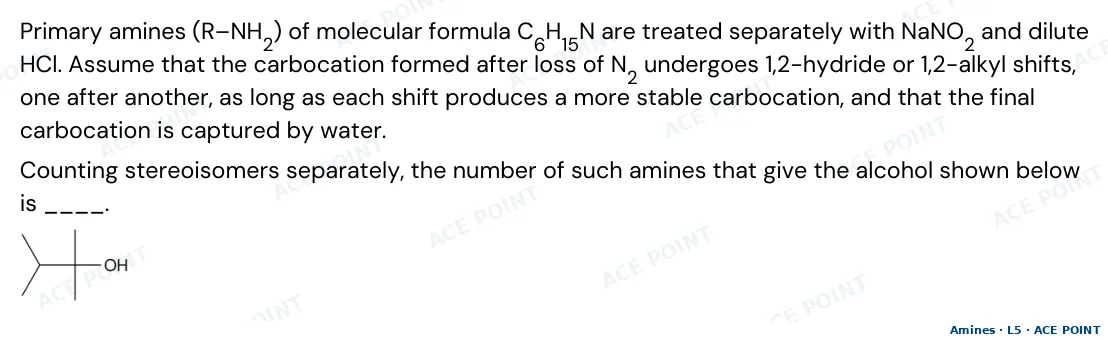 Primary amines (R–NH₂) of molecular formula C₆H₁₅N are treated separately with NaNO₂ and dilute
HCl. Assume that the carbocation formed after loss of N₂ undergoes 1,2-hydride or 1,2-alkyl shifts,
one after another, as long as each shift produces a more stable carbocation, and that the final
carbocation is captured by water.
Counting stereoisomers separately, the number of such amines that give the alcohol shown below
is ____.
OH
Amines · L5 · ACE POINT
ACE POINT